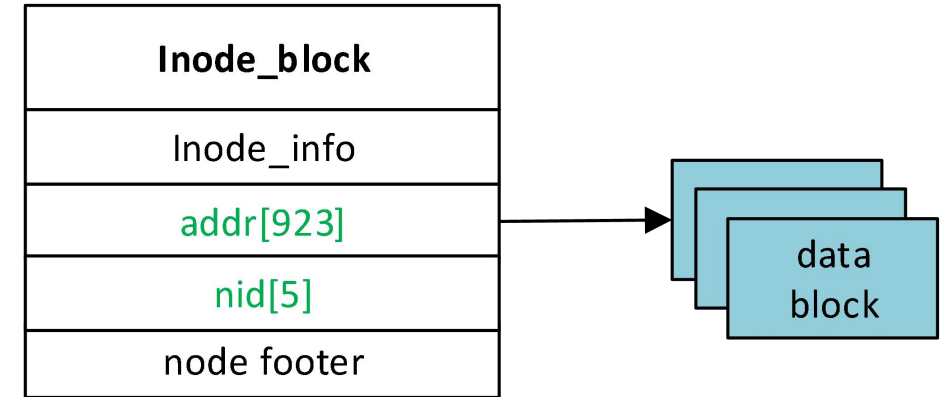 Inode_block
Inode_info
addr[923]
nid[5]
node footer
data
block